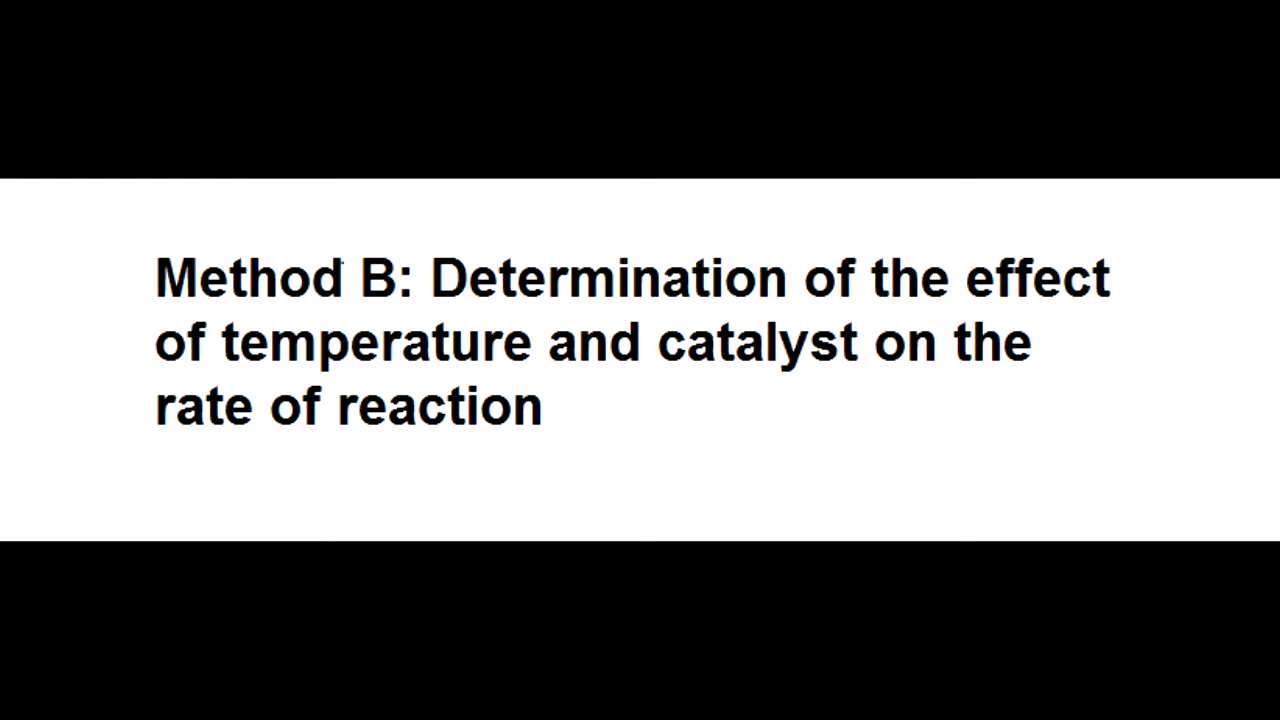 Method B: Determination of the effect
of temperature and catalyst on the
rate of reaction